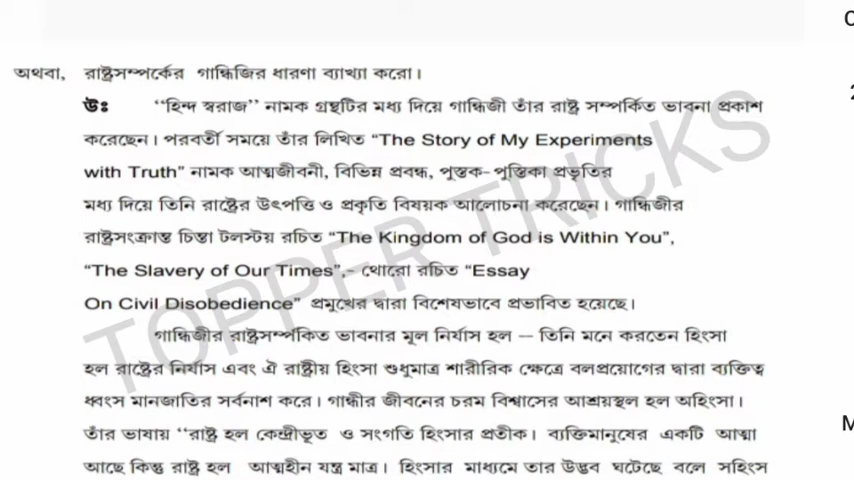 অথবা, রাষ্ট্রসম্পর্কের গান্ধিজির ধারণা ব্যাখ্যা করো।
উঃ "হিন্দ স্বরাজ" নামক গ্রন্থটির মধ্য দিয়ে গান্ধিজী তাঁর রাষ্ট্র সম্পর্কিত ভাবনা প্রকাশ
করেছেন। পরবর্তী সময়ে তাঁর লিখিত "The Story of My Experiments
with Truth" নামক আত্মজীবনী, বিভিন্ন প্রবন্ধ, পুস্তক-পুস্তিকা প্রভৃতির
মধ্য দিয়ে তিনি রাষ্ট্রের উৎপত্তি ও প্রকৃতি বিষয়ক আলোচনা করেছেন। গান্ধিজীর
রাষ্ট্রসংক্রান্ত চিন্তা টলস্টয় রচিত "The Kingdom of God is Within You",
"The Slavery of Our Times",- থোরো রচিত "Essay
On Civil Disobedience" প্রমুখের দ্বারা বিশেষভাবে প্রভাবিত হয়েছে।
গান্ধিজীর রাষ্ট্রসম্পর্কিত ভাবনার মূল নির্যাস হল – তিনি মনে করতেন হিংসা
হল রাষ্ট্রের নির্যাস এবং ঐ রাষ্ট্রীয় হিংসা শুধুমাত্র শারীরিক ক্ষেত্রে বলপ্রয়োগের দ্বারা ব্যক্তিত্ব
ধ্বংস মানজাতির সর্বনাশ করে। গান্ধীর জীবনের চরম বিশ্বাসের আশ্রয়স্থল হল অহিংসা।
তাঁর ভাষায় "রাষ্ট্র হল কেন্দ্রীভূত ও সংগতি হিংসার প্রতীক। ব্যক্তিমানুষের একটি আত্মা
আছে কিন্তু রাষ্ট্র হল আত্মহীন যন্ত্র মাত্র। হিংসার মাধ্যমে তার উদ্ভব ঘটেছে বলে সহিংস
TOPPER TRICKS